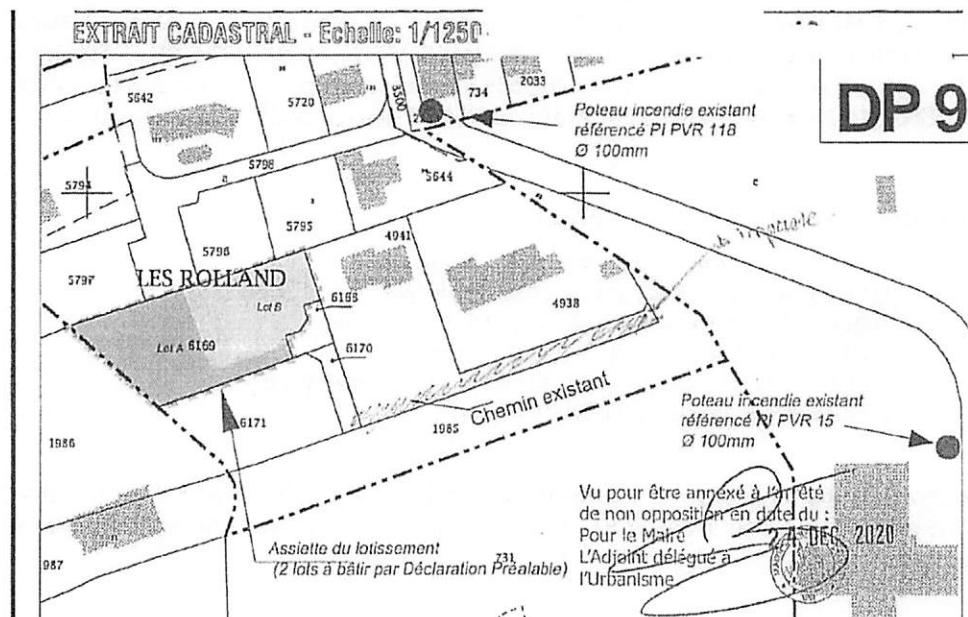 EXTRAIT CADASTRAL - Echelle: 1/1250
DP 9
5642
5720
3300
734
2033
Poteau incendie existant
référencé PI PVR 118
Ø 100mm
5798
5794
5644
5795
5796
4941
5797
LES ROLLAND
Lot B
6168
4938
Lot A 6169
6170
Chemin existant
Poteau incendie existant
référencé PI PVR 15
Ø 100mm
6171
1985
1986
Vu pour être annexé à l'arrêté
de non opposition en date du :
Pour le Maire
24 DEC. 2020
L'Adjoint délégué à
l'Urbanisme
Assiette du lotissement
(2 lots à bâtir par Déclaration Préalable)
731
987